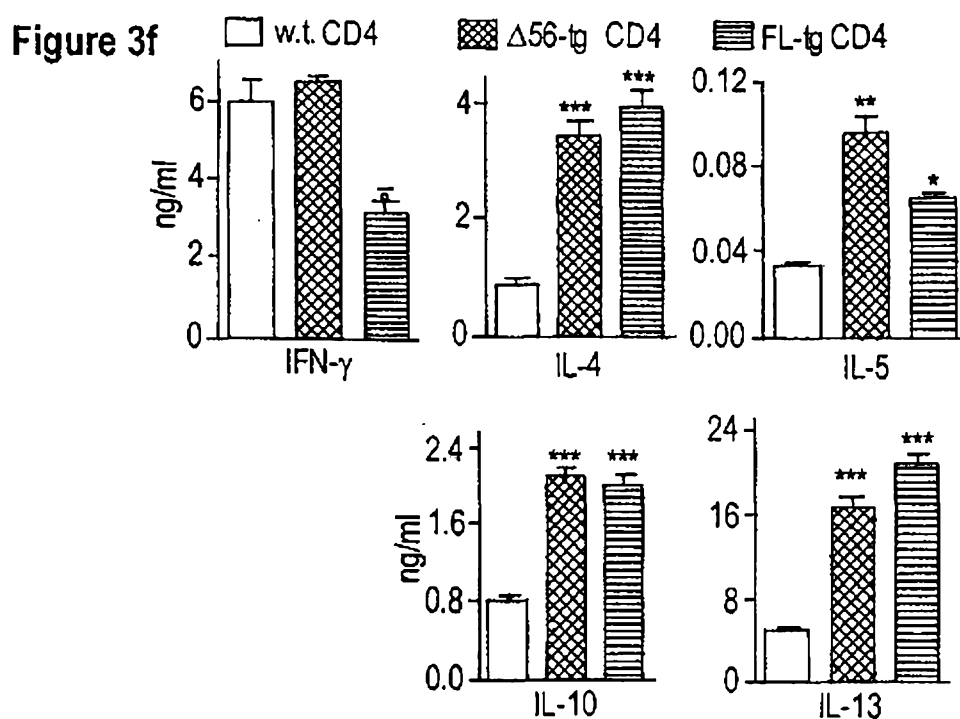 Figure 3f
w.t. CD4
Δ56-tg CD4
FL-tg CD4
ng/ml
6
4
2
0
IFN-γ
***
***
4
2
0
IL-4
**
*
0.12
0.08
0.04
0.00
IL-5
ng/ml
***
***
2.4
1.6
0.8
0.0
IL-10
***
***
24
16
8
0
IL-13